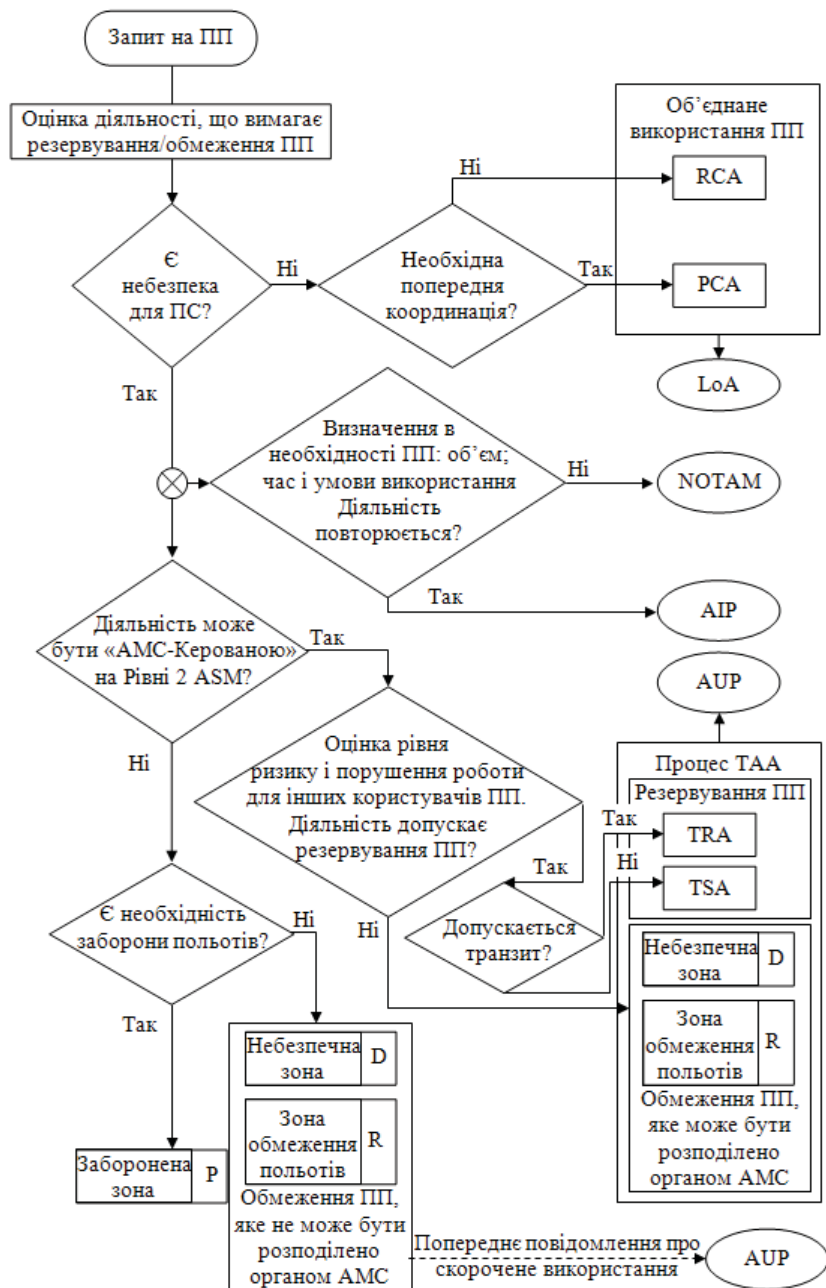 Запит на ПП
Оцінка діяльності, що вимагає
резервування/обмеження ПП
Об’єднане
використання ПП
Ні
RCA
Є
небезпека
для ПС?
Ні
Необхідна
попередня
координація?
Так
PCA
LoA
Так
Визначення в
необхідності ПП: об’єм;
час і умови використання
Діяльність
повторюється?
Ні
NOTAM
Так
AIP
Діяльність може
бути «АМС-Керованою»
на Рівні 2 ASM?
Так
AUP
Ні
Оцінка рівня
ризику і порушення роботи
для інших користувачів ПП.
Діяльність допускає
резервування ПП?
Процес ТАА
Резервування ПП
Так
TRA
Ні
TSA
Так
Допускається
транзит?
Ні
Є необхідність
заборони польотів?
Ні
Так
Небезпечна
зона
D
Зона
обмеження
польотів
R
Обмеження ПП,
яке може бути
розподілено
органом АМС
Небезпечна
зона
D
Зона
обмеження
польотів
R
Обмеження ПП,
яке не може бути
розподілено
органом АМС
Заборонена
зона
P
Попереднє повідомлення про
скорочене використання
AUP